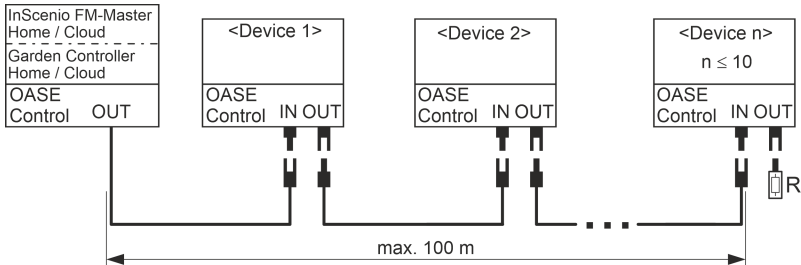 InScenio FM-Master
Home / Cloud
Garden Controller
Home / Cloud
OASE
Control OUT
<Device 1>
OASE
Control IN OUT
<Device 2>
OASE
Control IN OUT
<Device n>
n ≤ 10
OASE
Control IN OUT
R
max. 100 m